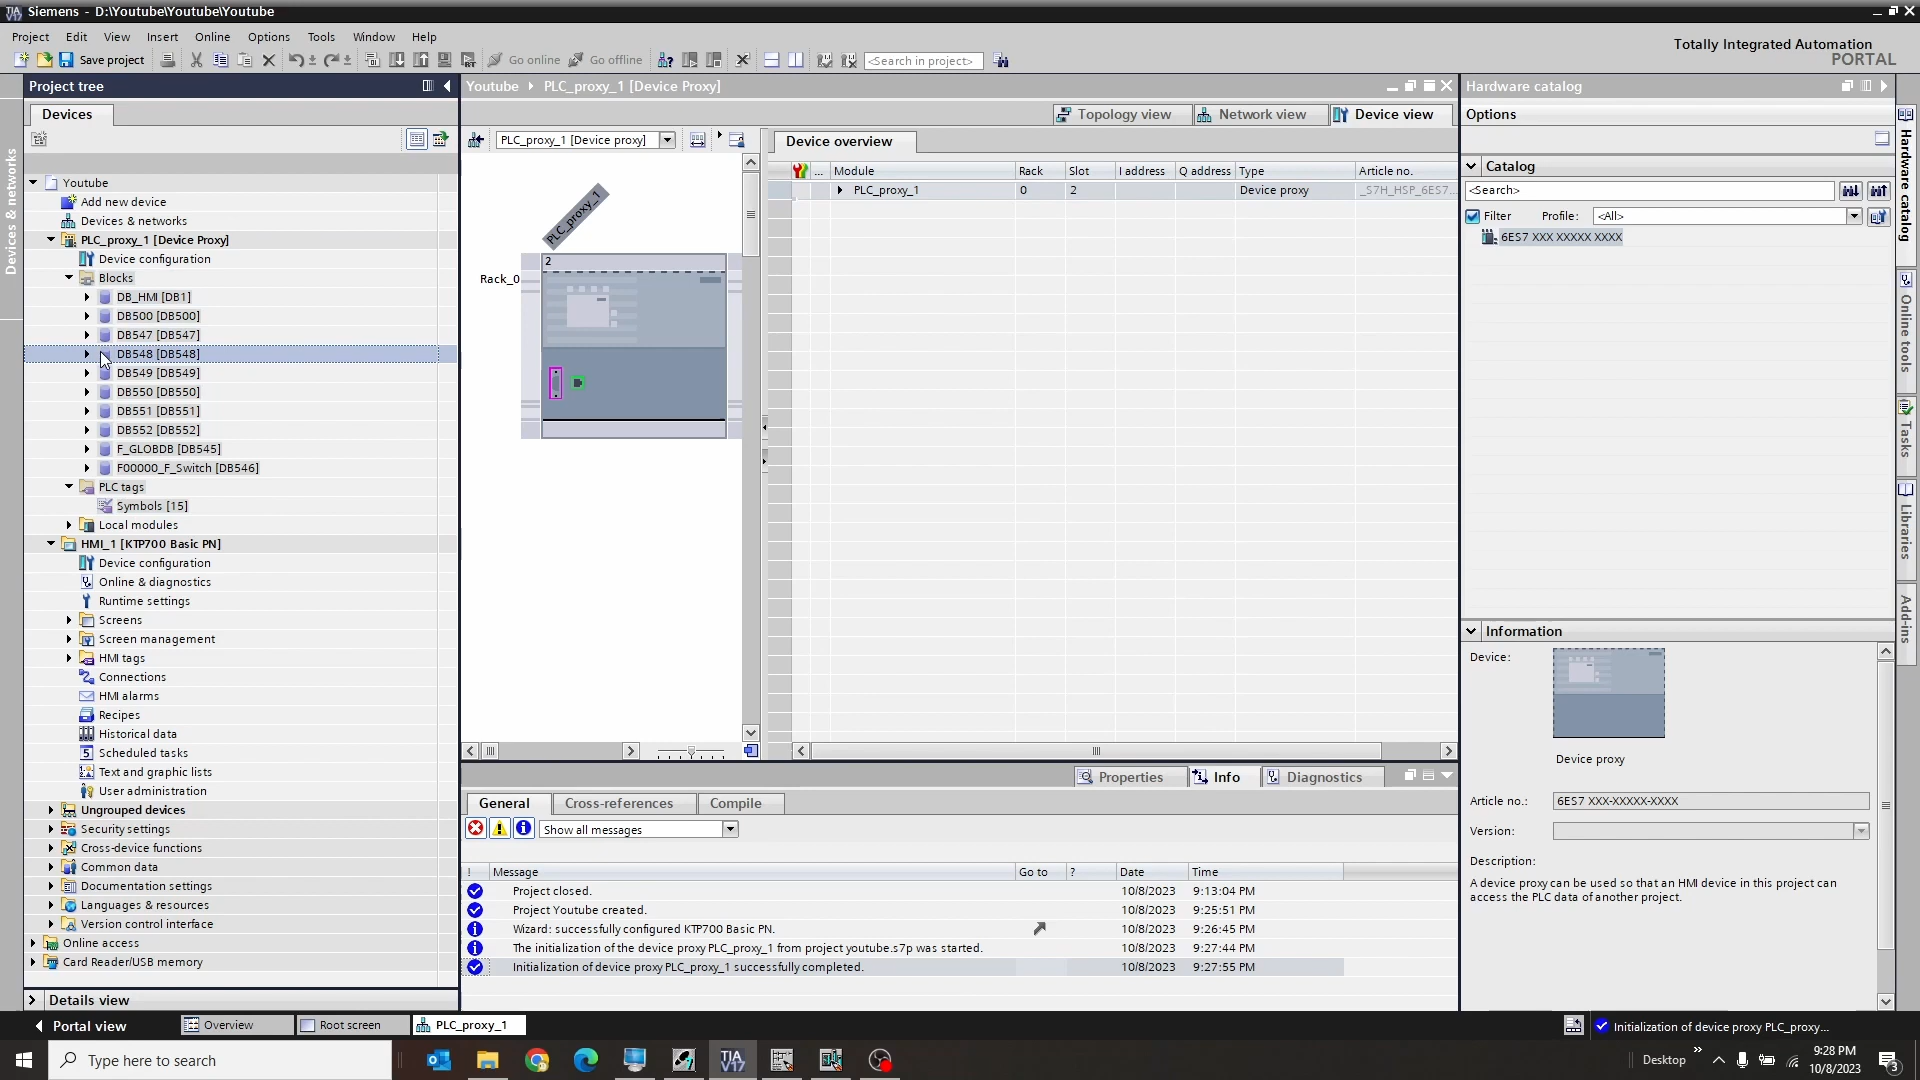 Siemens - D:\Youtube\Youtube\Youtube
Project Edit View Insert Online Options Tools Window Help
Totally Integrated Automation
PORTAL
Save project
Go online
Go offline
<Search in project>
Project tree
Devices
Devices & networks
Youtube
Add new device
Devices & networks
PLC_proxy_1 [Device Proxy]
Device configuration
Blocks
DB_HMI [DB1]
DB500 [DB500]
DB547 [DB547]
DB548 [DB548]
DB549 [DB549]
DB550 [DB550]
DB551 [DB551]
DB552 [DB552]
F_GLOBDB [DB545]
F00000_F_Switch [DB546]
PLC tags
Symbols [15]
Local modules
HMI_1 [KTP700 Basic PN]
Device configuration
Online & diagnostics
Runtime settings
Screens
Screen management
HMI tags
Connections
HMI alarms
Recipes
Historical data
Scheduled tasks
Text and graphic lists
User administration
Ungrouped devices
Security settings
Cross-device functions
Common data
Documentation settings
Languages & resources
Version control interface
Online access
Card Reader/USB memory
Details view
Youtube PLC_proxy_1 [Device Proxy]
Topology view Network view Device view
PLC_proxy_1 [Device proxy]
PLC_proxy_1
Rack_0
2
Device overview
... Module Rack Slot I address Q address Type Article no.
PLC_proxy_1 0 2 Device proxy _S7H_HSP_6ES7...
Properties Info Diagnostics
General Cross-references Compile
Show all messages
! Message Go to ? Date Time
Project closed. 10/8/2023 9:13:04 PM
Project Youtube created. 10/8/2023 9:25:51 PM
Wizard: successfully configured KTP700 Basic PN. 10/8/2023 9:26:45 PM
The initialization of the device proxy PLC_proxy_1 from project youtube.s7p was started. 10/8/2023 9:27:44 PM
Initialization of device proxy PLC_proxy_1 successfully completed. 10/8/2023 9:27:55 PM
Hardware catalog
Options
Catalog
<Search>
Filter Profile: <All>
6ES7 XXX XXXXX XXXX
Information
Device:
Device proxy
Article no.: 6ES7 XXX-XXXXX-XXXX
Version:
Description:
A device proxy can be used so that an HMI device in this project can
access the PLC data of another project.
Hardware catalog
Online tools
Tasks
Libraries
Add-ins
Portal view
Overview
Root screen
PLC_proxy_1
Initialization of device proxy PLC_proxy...
Type here to search
TIA
V17
Desktop
9:28 PM
10/8/2023
3